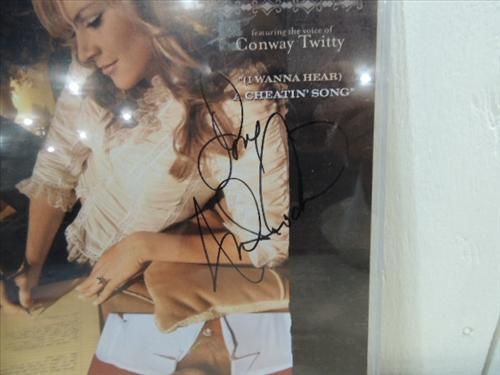 featuring the voice of
Conway Twitty
"(I WANNA HEAR)
A CHEATIN' SONG"